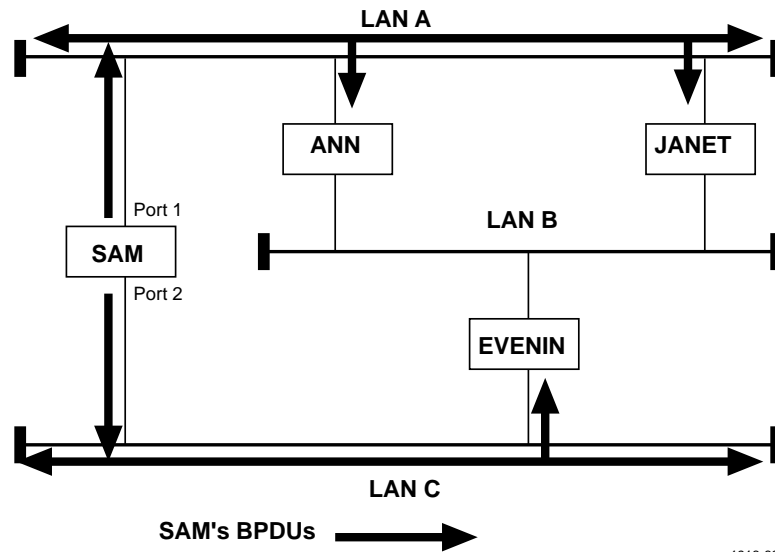 LAN A
ANN
JANET
Port 1
LAN B
SAM
Port 2
EVENIN
LAN C
SAM's BPDUs